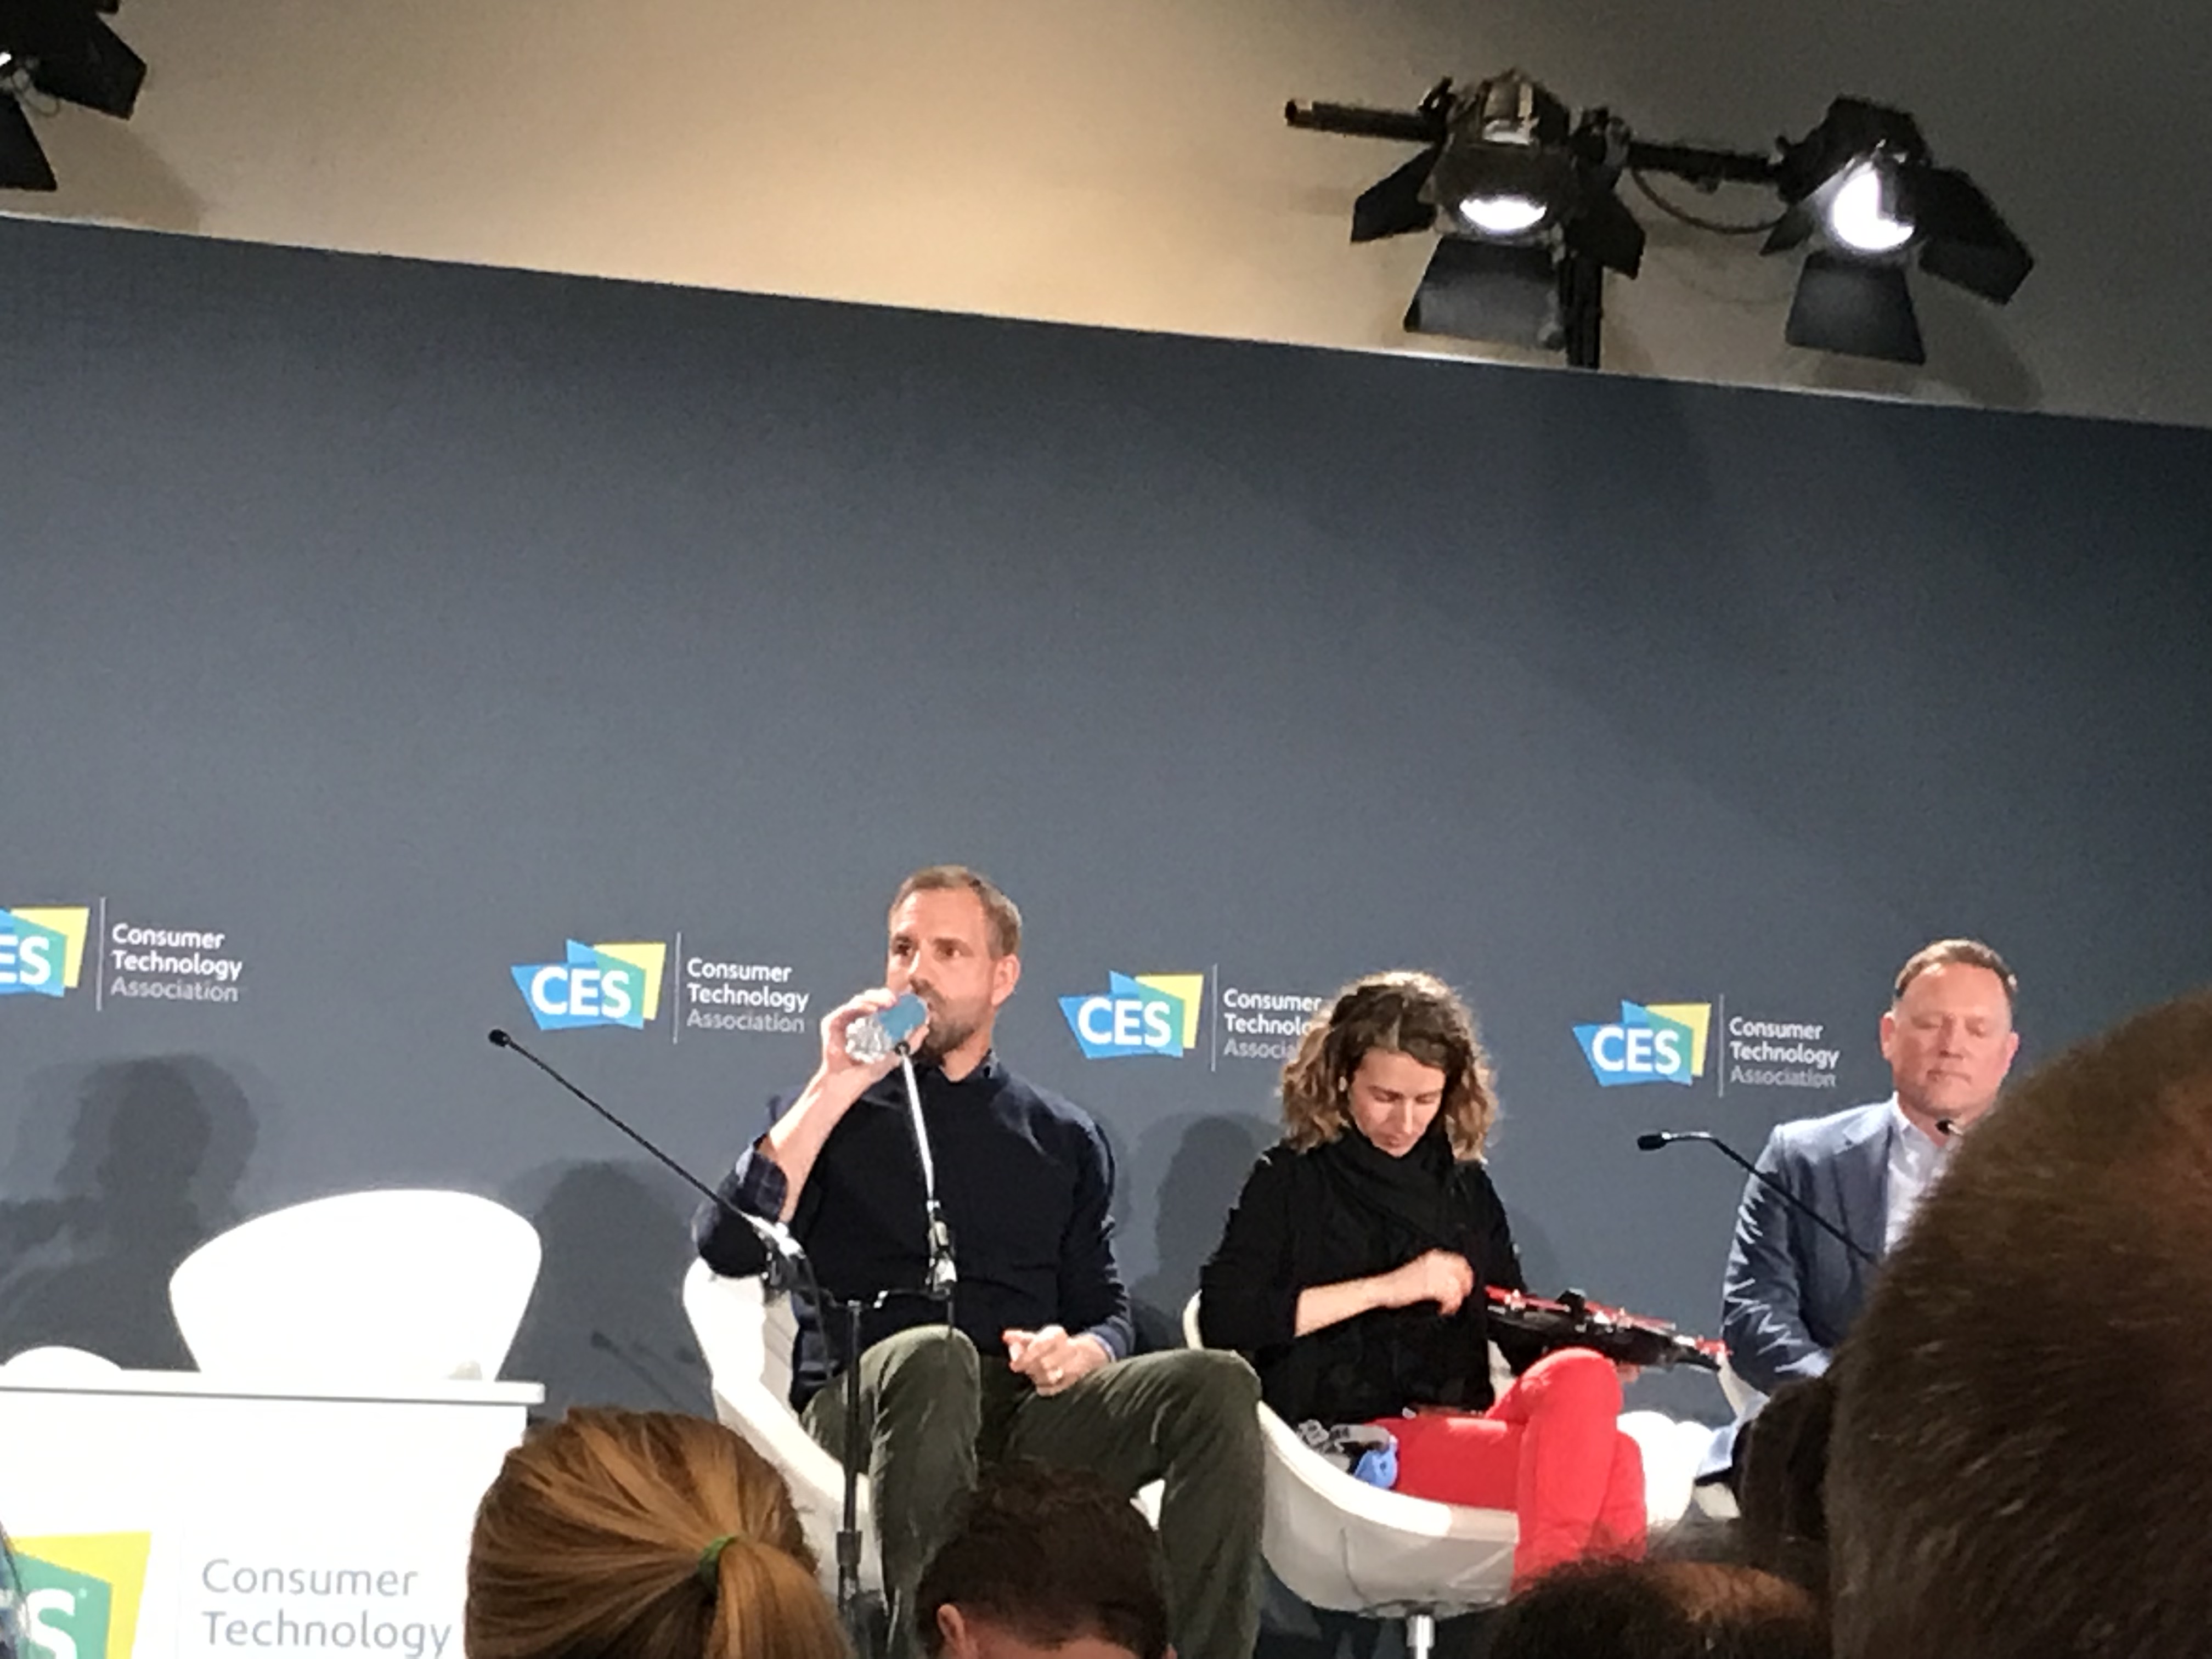 ES
Consumer
Technology
Association
CES
Consumer
Technology
Association
CES
Consumer
Technolo
Associa
CES
Consumer
Technology
Association
S
Consumer
Technology